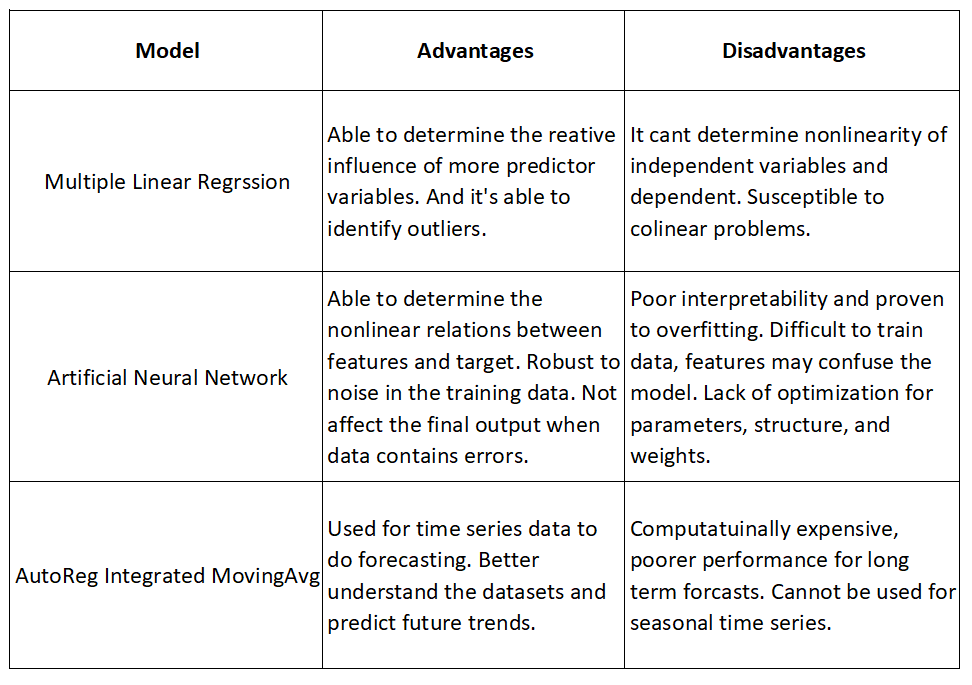 Model
Advantages
Disadvantages
Multiple Linear Regrssion
Able to determine the reative
influence of more predictor
variables. And it's able to
identify outliers.
It cant determine nonlinearity of
independent variables and
dependent. Susceptible to
colinear problems.
Artificial Neural Network
Able to determine the
nonlinear relations between
features and target. Robust to
noise in the training data. Not
affect the final output when
data contains errors.
Poor interpretability and proven
to overfitting. Difficult to train
data, features may confuse the
model. Lack of optimization for
parameters, structure, and
weights.
AutoReg Integrated MovingAvg
Used for time series data to
do forecasting. Better
understand the datasets and
predict future trends.
Computatuinally expensive,
poorer performance for long
term forcasts. Cannot be used for
seasonal time series.